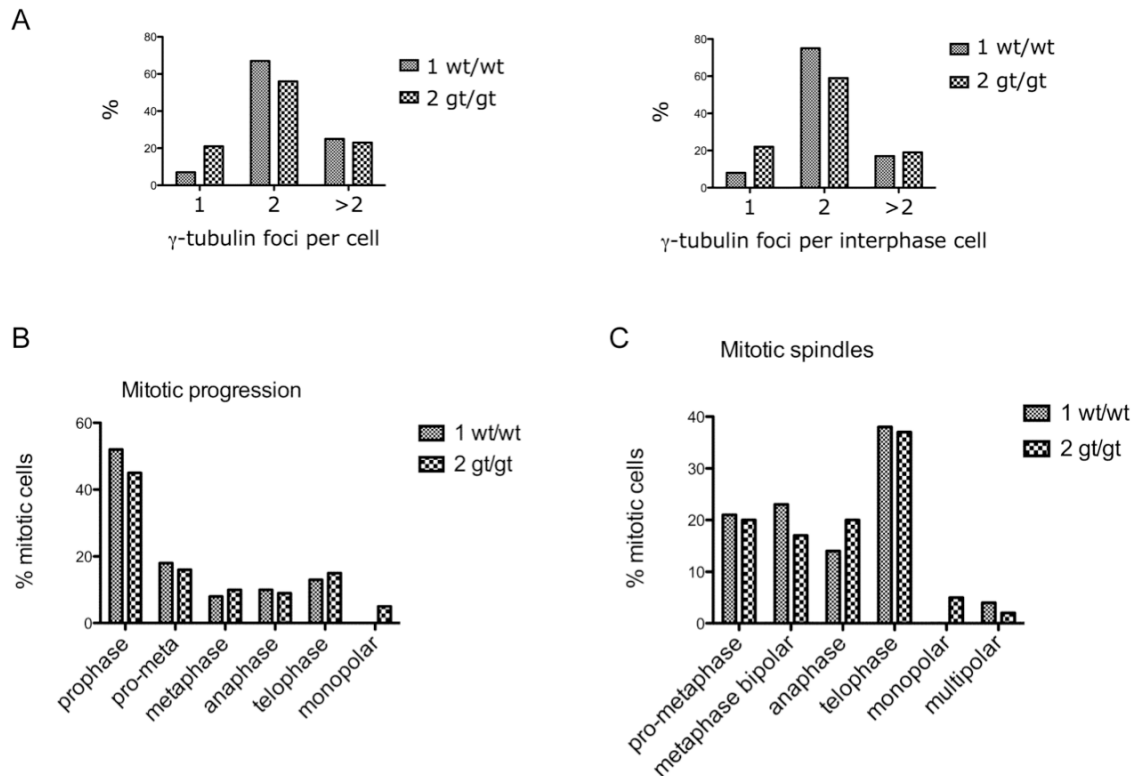 A
80
60
40
20
0
%
1 2 >2
γ-tubulin foci per cell
1 wt/wt
2 gt/gt
80
60
40
20
0
%
1 2 >2
γ-tubulin foci per interphase cell
1 wt/wt
2 gt/gt
B
Mitotic progression
60
40
20
0
% mitotic cells
prophase
pro-meta
metaphase
anaphase
telophase
monopolar
1 wt/wt
2 gt/gt
C
Mitotic spindles
40
30
20
10
0
% mitotic cells
pro-metaphase
metaphase bipolar
anaphase
telophase
monopolar
multipolar
1 wt/wt
2 gt/gt